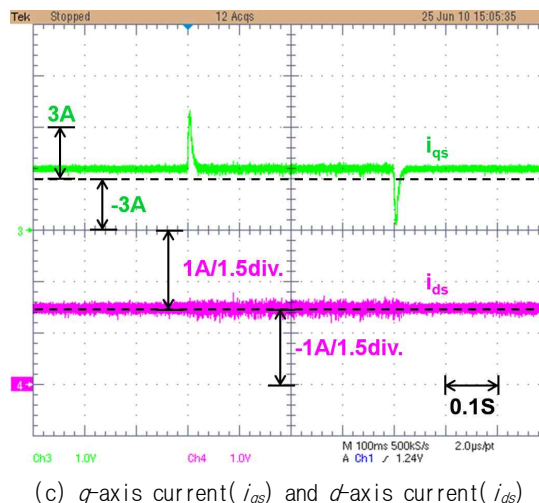 Tek Stopped 12 Acqs 25 Jun 10 15:05:35
3A
iqs
-3A
3
1A/1.5div.
ids
-1A/1.5div.
4
0.1S
M 100ms 500kS/s 2.0µs/pt
Ch3 1.0V Ch4 1.0V A Ch1 ⁄ 1.24V
(c) q-axis current(iqs) and d-axis current(ids)